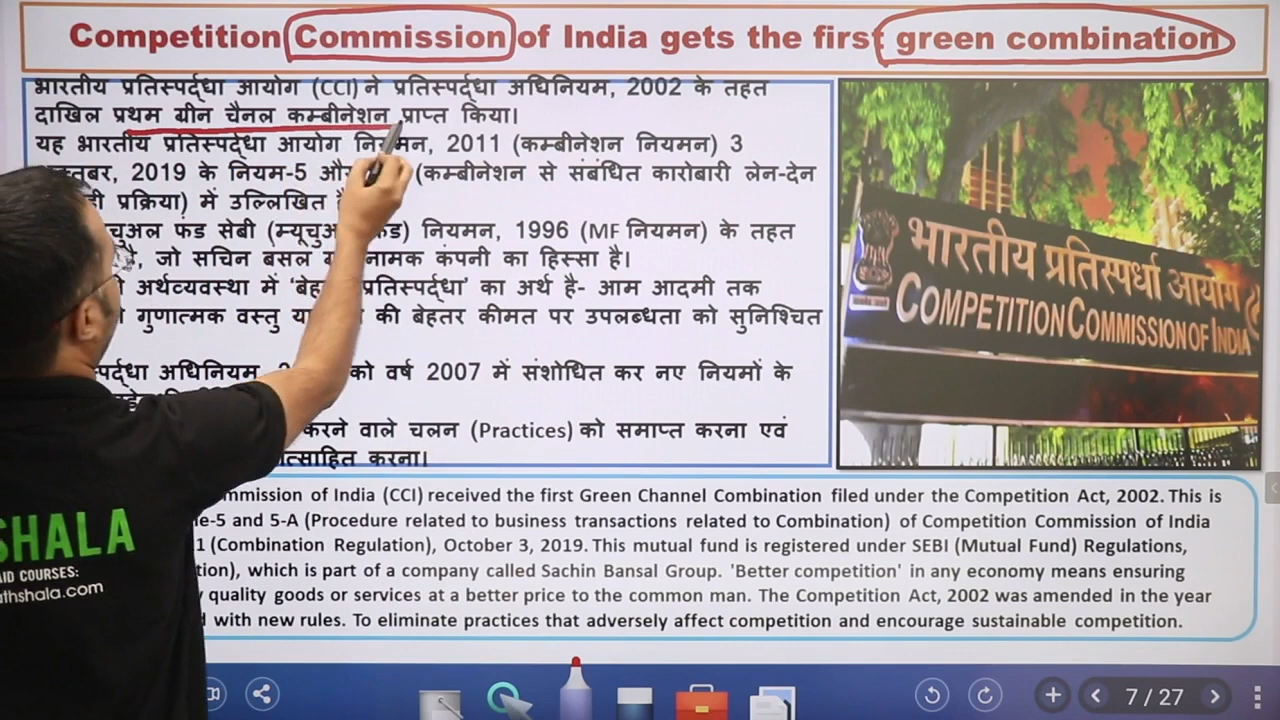 Competition Commission of India gets the first green combination
भारतीय प्रतिस्पर्द्धा आयोग (CCI) ने प्रतिस्पर्द्धा अधिनियम, 2002 के तहत
दाखिल प्रथम ग्रीन चैनल कम्बीनेशन प्राप्त किया।
यह भारतीय प्रतिस्पर्द्धा आयोग नियमन, 2011 (कम्बीनेशन नियमन) 3
2019 के नियम-5 (कम्बीनेशन से संबंधित कारोबारी लेन-देन
प्रक्रिया) में उल्लिखित
फंड सेबी नियमन, 1996 (MF नियमन) के तहत
जो सचिन बंसल नामक कंपनी का हिस्सा है।
अर्थव्यवस्था में प्रतिस्पर्द्धा' का अर्थ है- आम आदमी तक
गुणात्मक वस्तु की बेहतर कीमत पर उपलब्धता को सुनिश्चित
अधिनियम, को वर्ष 2007 में संशोधित कर नए नियमों के
करने वाले चलन (Practices) को समाप्त करना एवं
करना।
भारतीय प्रतिस्पर्धा आयोग
COMPETITION COMMISSION OF INDIA
of India (CCI) received the first Green Channel Combination filed under the Competition Act, 2002. This is
and 5-A (Procedure related to business transactions related to Combination) of Competition Commission of India
(Combination Regulation), October 3, 2019. This mutual fund is registered under SEBI (Mutual Fund) Regulations,
which is part of a company called Sachin Bansal Group. 'Better competition' in any economy means ensuring
quality goods or services at a better price to the common man. The Competition Act, 2002 was amended in the year
with new rules. To eliminate practices that adversely affect competition and encourage sustainable competition.
SHALA
COURSES:
7 / 27